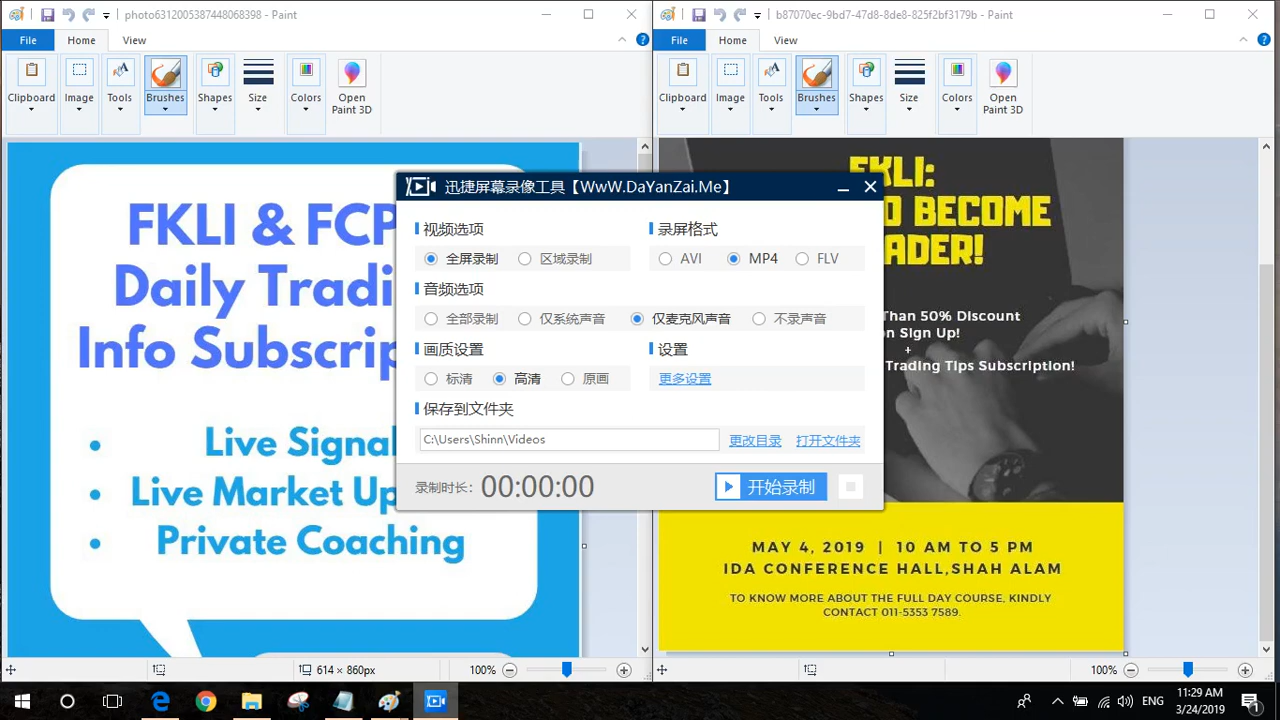 photo6312005387448068398 - Paint
File
Home
View
Clipboard
Image
Tools
Brushes
Shapes
Size
Colors
Open
Paint 3D
FKLI & FCP
Daily Tradi
Info Subscrip
• Live Signal
• Live Market Up
• Private Coaching
614 × 860px
100%
b87070ec-9bd7-47d8-8de8-825f2bf3179b - Paint
File
Home
View
Clipboard
Image
Tools
Brushes
Shapes
Size
Colors
Open
Paint 3D
FKLI:
O BECOME
ADER!
Than 50% Discount
n Sign Up!
+
Trading Tips Subscription!
MAY 4, 2019 | 10 AM TO 5 PM
IDA CONFERENCE HALL,SHAH ALAM
TO KNOW MORE ABOUT THE FULL DAY COURSE, KINDLY
CONTACT 011-5353 7589.
100%
迅捷屏幕录像工具【WwW.DaYanZai.Me】
视频选项
全屏录制 区域录制
录屏格式
AVI MP4 FLV
音频选项
全部录制 仅系统声音 仅麦克风声音 不录声音
画质设置
标清 高清 原画
设置
更多设置
保存到文件夹
C:\Users\Shinn\Videos
更改目录 打开文件夹
录制时长: 00:00:00
开始录制
ENG
11:29 AM
3/24/2019
1